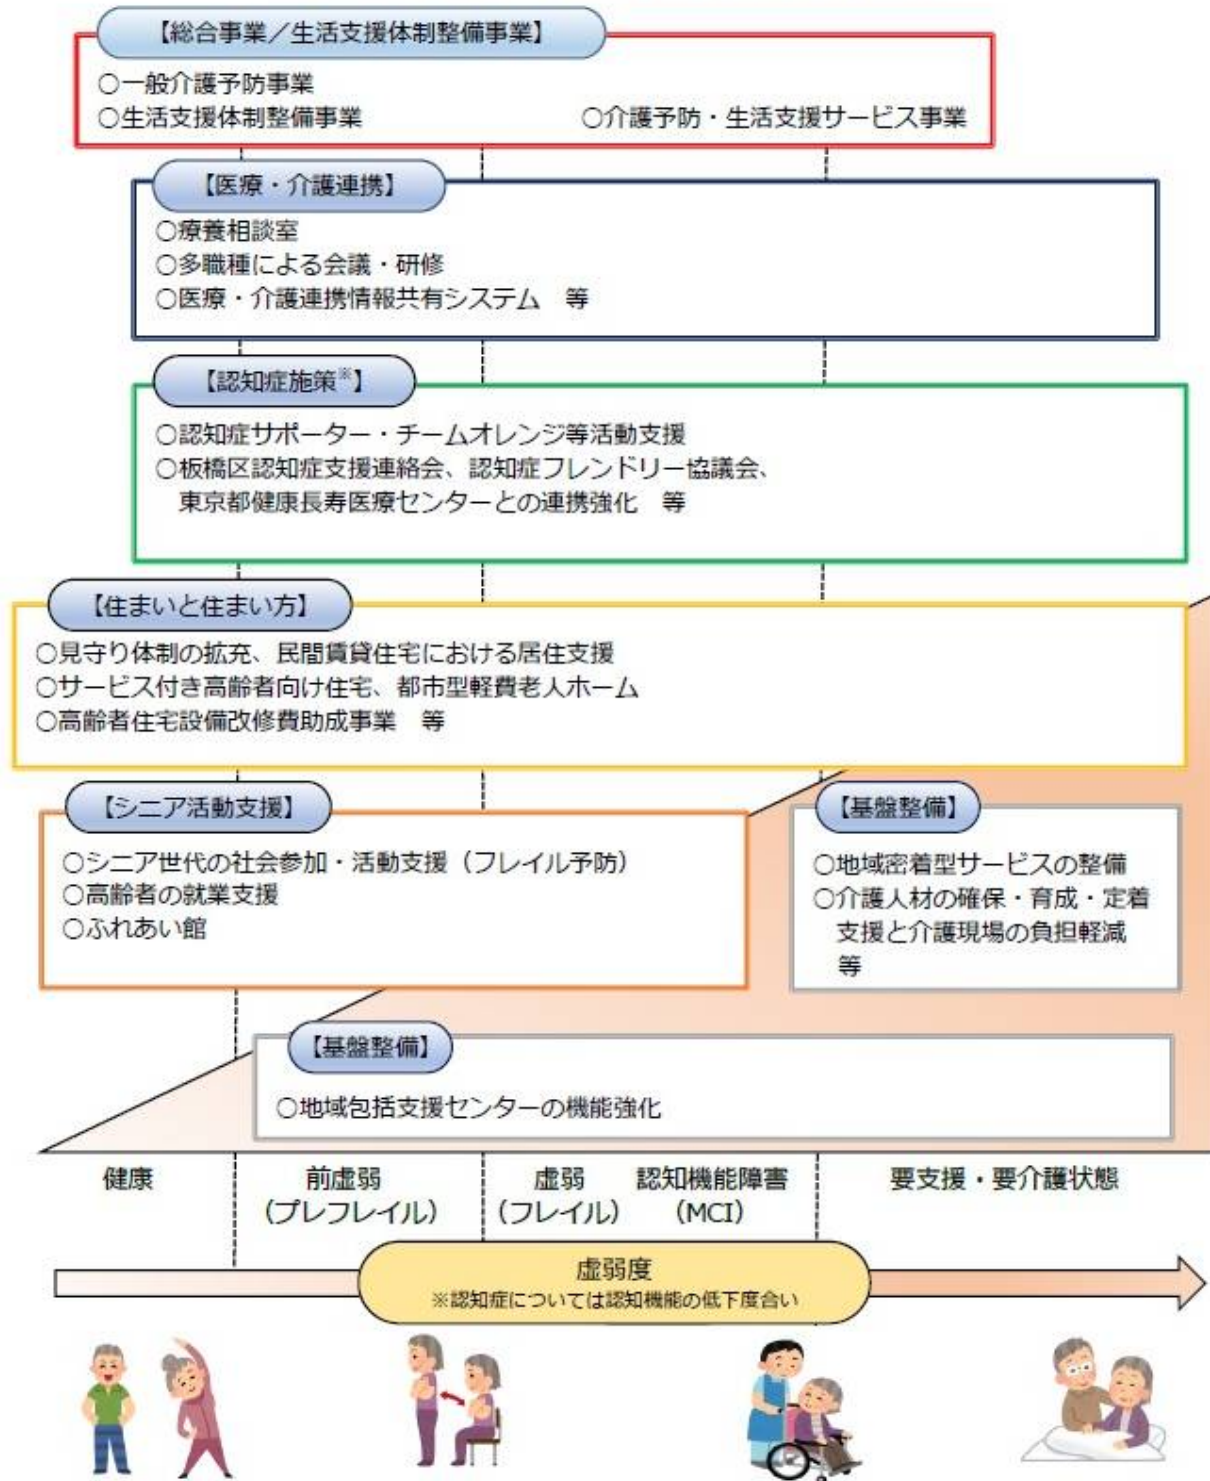 【総合事業／生活支援体制整備事業】
○一般介護予防事業
○生活支援体制整備事業
○介護予防・生活支援サービス事業
【医療・介護連携】
○療養相談室
○多職種による会議・研修
○医療・介護連携情報共有システム　等
【認知症施策※】
○認知症サポーター・チームオレンジ等活動支援
○板橋区認知症支援連絡会、認知症フレンドリー協議会、
東京都健康長寿医療センターとの連携強化　等
【住まいと住まい方】
○見守り体制の拡充、民間賃貸住宅における居住支援
○サービス付き高齢者向け住宅、都市型軽費老人ホーム
○高齢者住宅設備改修費助成事業　等
【シニア活動支援】
○シニア世代の社会参加・活動支援（フレイル予防）
○高齢者の就業支援
○ふれあい館
【基盤整備】
○地域密着型サービスの整備
○介護人材の確保・育成・定着
支援と介護現場の負担軽減
等
【基盤整備】
○地域包括支援センターの機能強化
健康
前虚弱
（プレフレイル）
虚弱
（フレイル）
認知機能障害
（MCI）
要支援・要介護状態
虚弱度
※認知症については認知機能の低下度合い